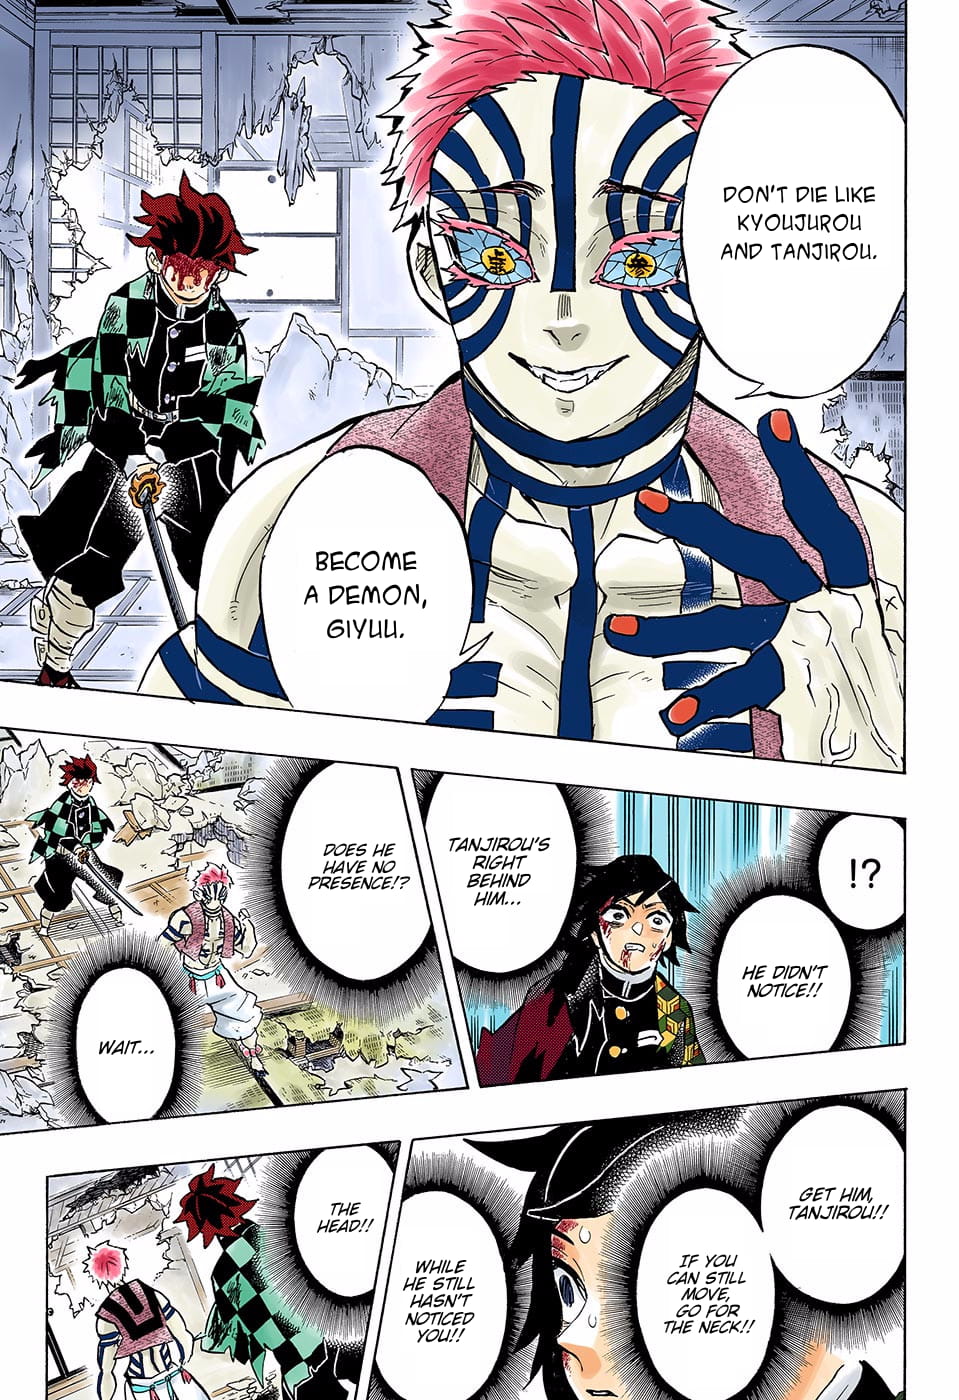 DON'T DIE LIKE
KYOUJUROU
AND TANJIROU.
BECOME
A DEMON,
GIYUU.
!?
HE DIDN'T
NOTICE!!
TANJIROU'S
RIGHT
BEHIND
HIM...
DOES HE
HAVE NO
PRESENCE!?
WAIT...
GET HIM,
TANJIROU!!
IF YOU
CAN STILL
MOVE,
GO FOR
THE NECK!!
WHILE
HE STILL
HASN'T
NOTICED
YOU!!
THE
HEAD!!